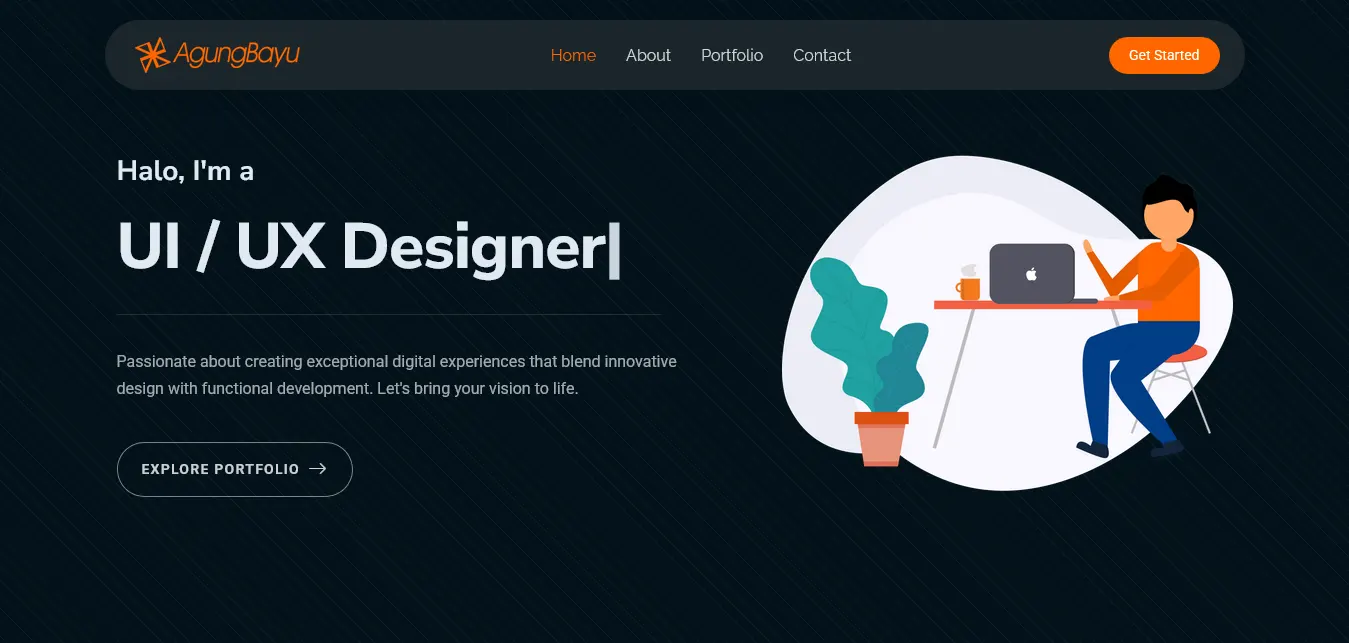 AgungBayu
Home About Portfolio Contact
Get Started
Halo, I'm a
UI / UX Designer
Passionate about creating exceptional digital experiences that blend innovative
design with functional development. Let's bring your vision to life.
EXPLORE PORTFOLIO →